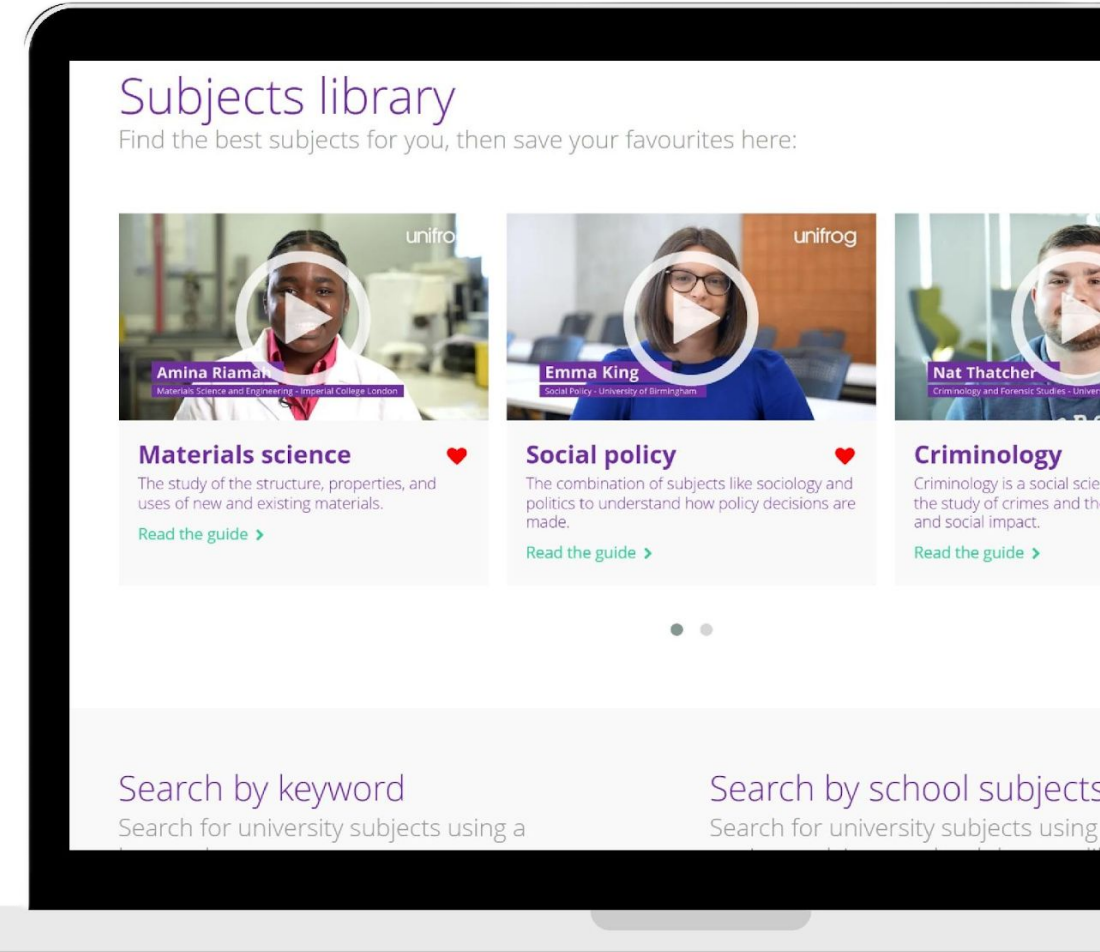 Subjects library
Find the best subjects for you, then save your favourites here:
unifro
Amina Riamah
Materials Science and Engineering - Imperial College London
Materials science
The study of the structure, properties, and
uses of new and existing materials.
Read the guide
unifrog
Emma King
Social Policy - University of Birmingham
Social policy
The combination of subjects like sociology and
politics to understand how policy decisions are
made.
Read the guide
Nat Thatcher
Criminology and Forensic Studies - Univer
Criminology
Criminology is a social scie
the study of crimes and th
and social impact.
Read the guide
Search by keyword
Search for university subjects using a
Search by school subjects
Search for university subjects using